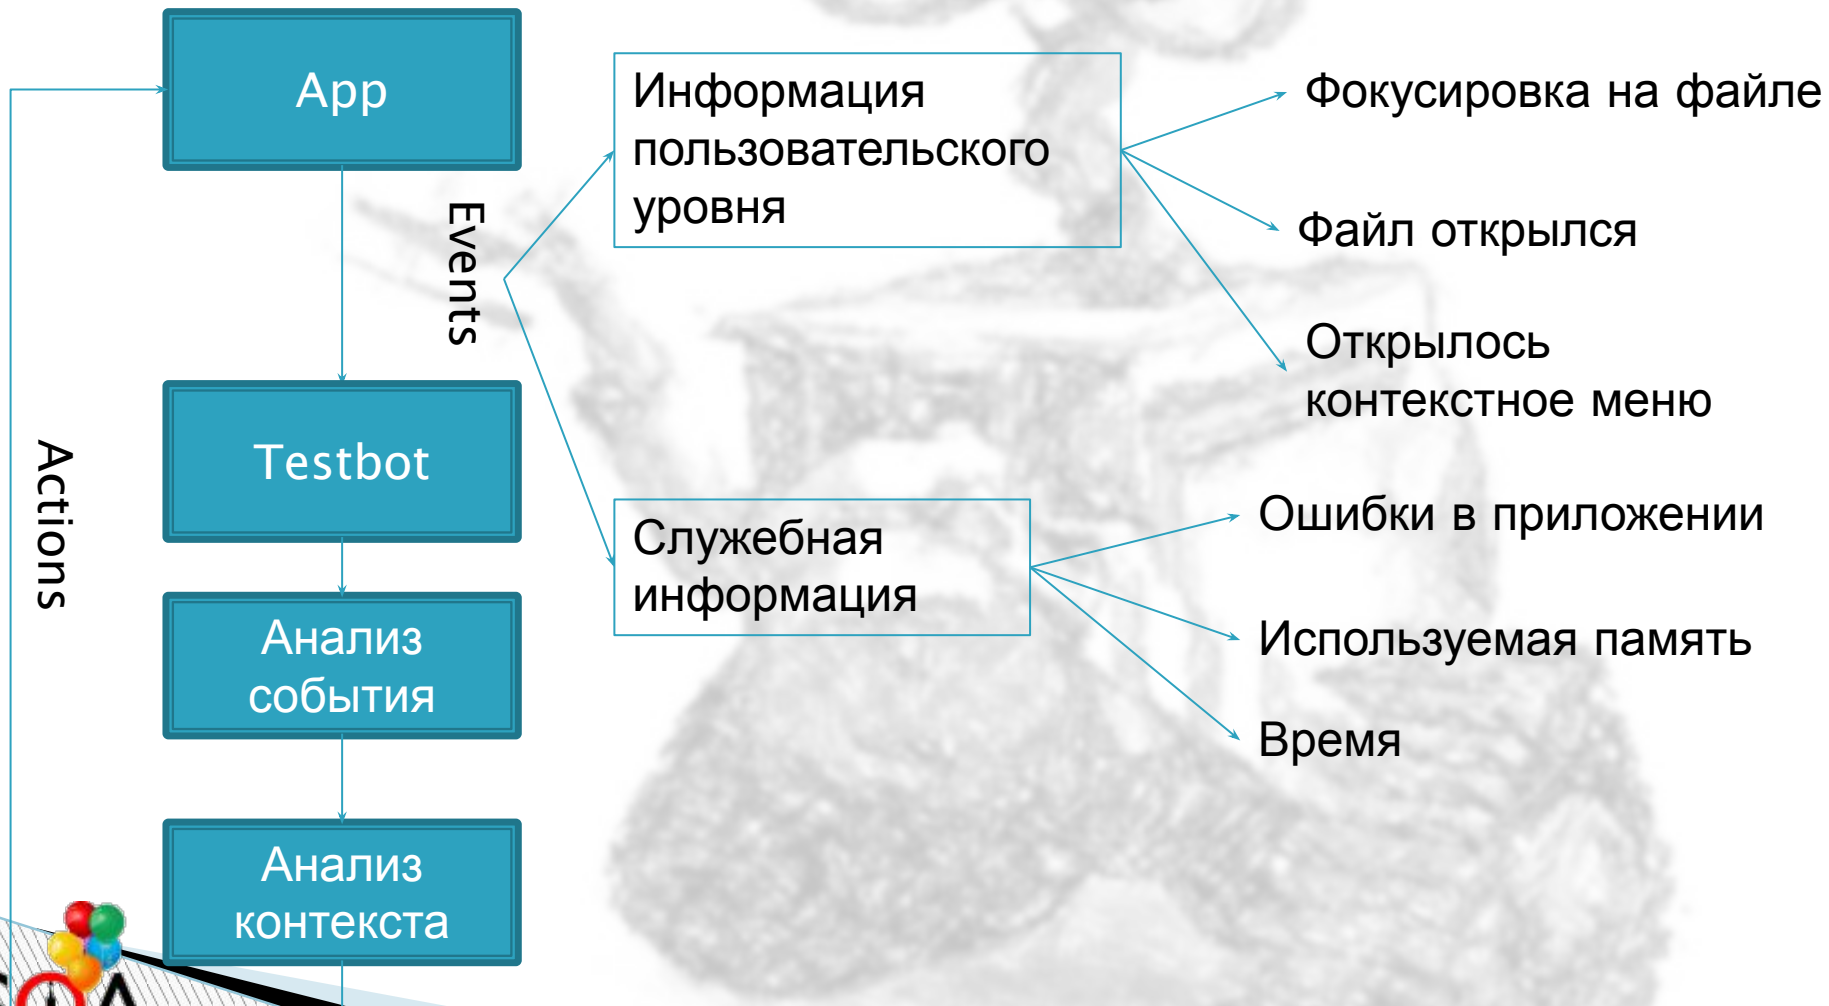 App
Events
Testbot
Actions
Анализ
события
Анализ
контекста
Информация
пользовательского
уровня
Фокусировка на файле
Файл открылся
Открылось
контекстное меню
Служебная
информация
Ошибки в приложении
Используемая память
Время